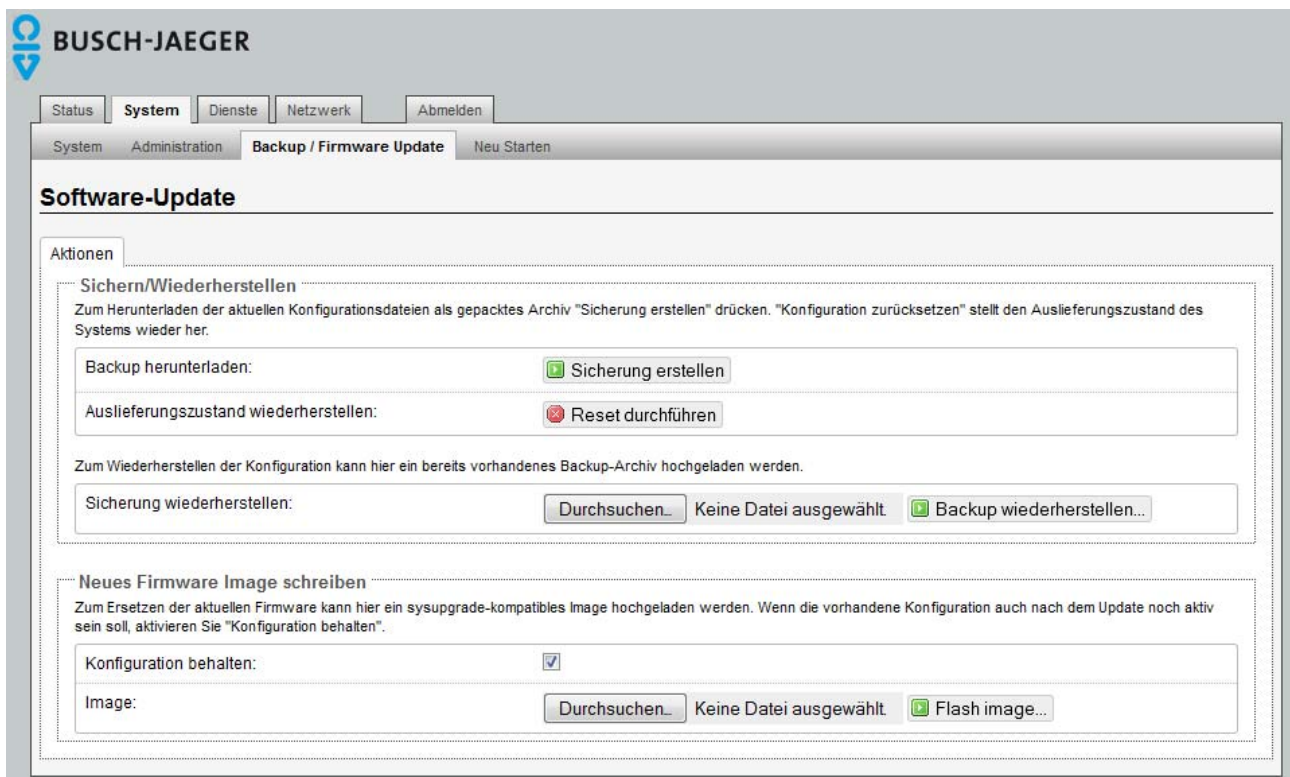 BUSCH-JAEGER
Status System Dienste Netzwerk Abmelden
System Administration Backup / Firmware Update Neu Starten
Software-Update
Aktionen
Sichern/Wiederherstellen
Zum Herunterladen der aktuellen Konfigurationsdateien als gepacktes Archiv "Sicherung erstellen" drücken. "Konfiguration zurücksetzen" stellt den Auslieferungszustand des
Systems wieder her.
Backup herunterladen: Sicherung erstellen
Auslieferungszustand wiederherstellen: Reset durchführen
Zum Wiederherstellen der Konfiguration kann hier ein bereits vorhandenes Backup-Archiv hochgeladen werden.
Sicherung wiederherstellen: Durchsuchen... Keine Datei ausgewählt. Backup wiederherstellen...
Neues Firmware Image schreiben
Zum Ersetzen der aktuellen Firmware kann hier ein sysupgrade-kompatibles Image hochgeladen werden. Wenn die vorhandene Konfiguration auch nach dem Update noch aktiv
sein soll, aktivieren Sie "Konfiguration behalten".
Konfiguration behalten:
Image: Durchsuchen... Keine Datei ausgewählt. Flash image...